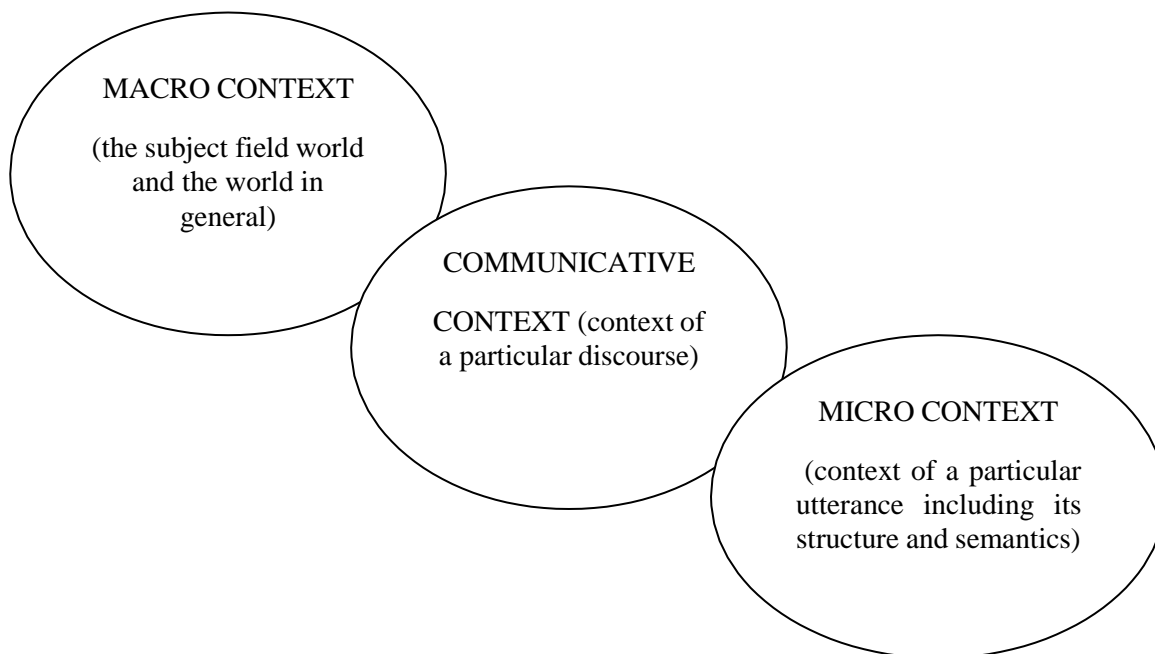 MACRO CONTEXT
(the subject field world
and the world in
general)
COMMUNICATIVE
CONTEXT (context of
a particular discourse)
MICRO CONTEXT
(context of a particular
utterance including its
structure and semantics)